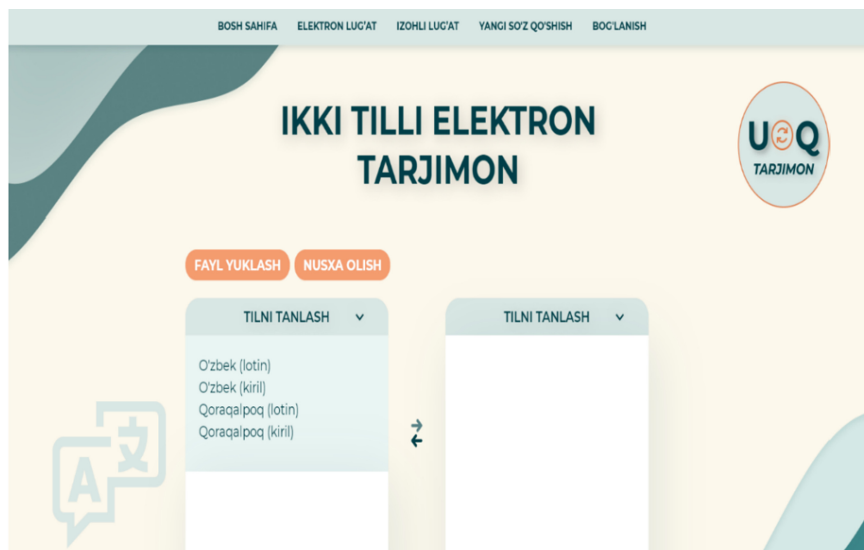 BOSH SAHIFA ELEKTRON LUG'AT IZOHLI LUG'AT YANGI SO'Z QO'SHISH BOG'LANISH
IKKI TILLI ELEKTRON
TARJIMON
U Q
TARJIMON
FAYL YUKLASH NUSXA OLISH
TILNI TANLASH TILNI TANLASH
O'zbek (lotin)
O'zbek (kiril)
Qoraqalpoq (lotin)
Qoraqalpoq (kiril)
A 文